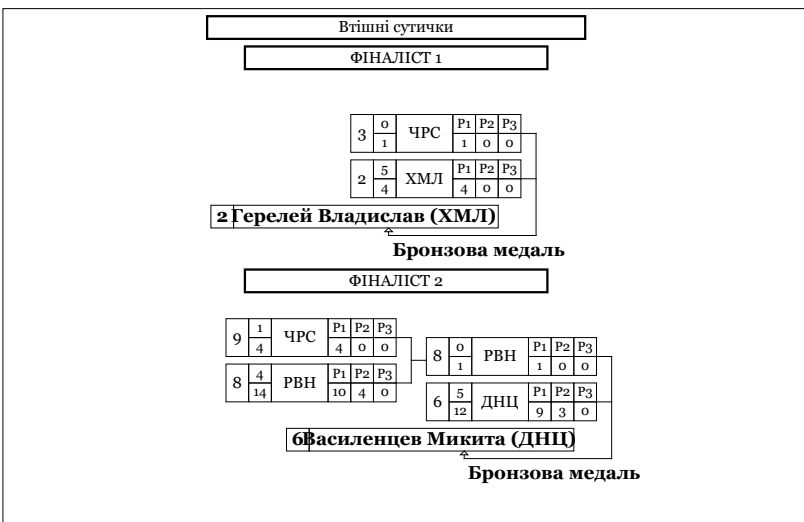 Втішні сутички
ФІНАЛІСТ 1
3 0 1 ЧРС P1 P2 P3 1 0 0
2 5 4 ХМЛ P1 P2 P3 4 0 0
2 Герелей Владислав (ХМЛ)
Бронзова медаль
ФІНАЛІСТ 2
9 1 4 ЧРС P1 P2 P3 4 0 0
8 4 14 РВН P1 P2 P3 10 4 0
8 0 1 РВН P1 P2 P3 1 0 0
6 5 12 ДНЦ P1 P2 P3 9 3 0
6 Василенцев Микита (ДНЦ)
Бронзова медаль